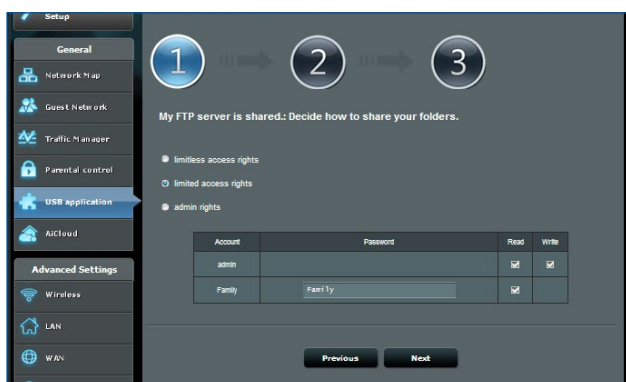 Setup
General
Network Map
Guest Network
Traffic Manager
Parental control
USB application
AiCloud
Advanced Settings
Wireless
LAN
WAN
1
2
3
My FTP server is shared.: Decide how to share your folders.
limitless access rights
limited access rights
admin rights
Account Password Read Write
admin
Family Family
Previous Next